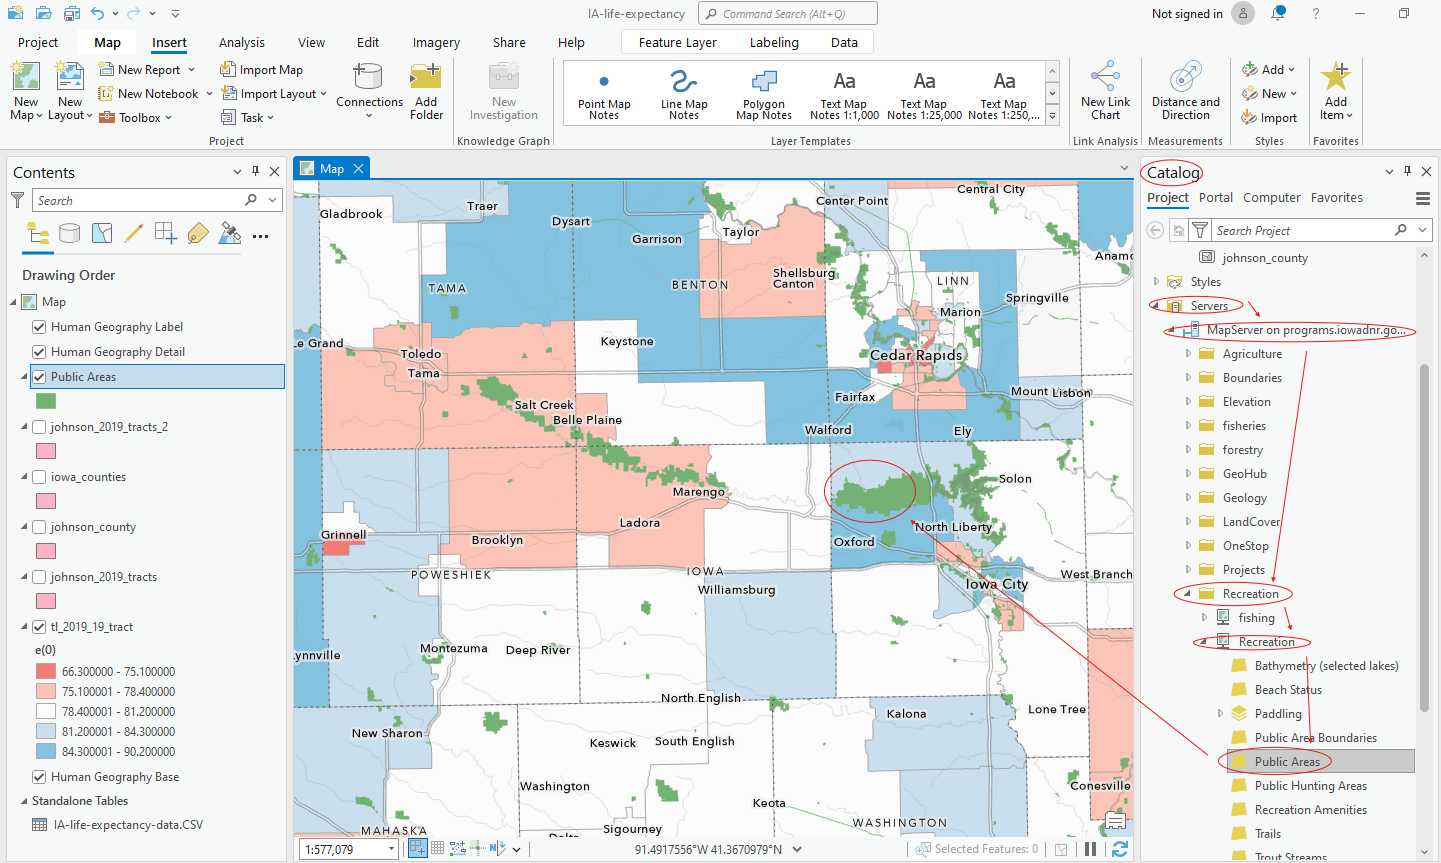 IA-life-expectancy
Command Search (Alt+Q)
Not signed in
?
Project
Map
Insert
Analysis
View
Edit
Imagery
Share
Help
Feature Layer
Labeling
Data
New Map
New Layout
New Report
New Notebook
Toolbox
Import Map
Import Layout
Task
Connections
Add Folder
Project
New Investigation
Knowledge Graph
Point Map Notes
Line Map Notes
Polygon Map Notes
Aa
Text Map Notes 1:1,000
Aa
Text Map Notes 1:25,000
Aa
Text Map Notes 1:250,...
Layer Templates
New Link Chart
Link Analysis
Distance and Direction
Measurements
Add
New
Import
Styles
Add Item
Favorites
Contents
Search
Drawing Order
Map
Human Geography Label
Human Geography Detail
Public Areas
johnson_2019_tracts_2
iowa_counties
johnson_county
johnson_2019_tracts
tl_2019_19_tract
e(0)
66.300000 - 75.100000
75.100001 - 78.400000
78.400001 - 81.200000
81.200001 - 84.300000
84.300001 - 90.200000
Human Geography Base
Standalone Tables
IA-life-expectancy-data.CSV
Map
Gladbrook
Traer
Dysart
Garrison
Taylor
Center Point
Central City
Anamo
TAMA
BENTON
Shellsburg
Canton
LINN
Springville
Marion
Le Grand
Toledo
Tama
Keystone
Cedar Rapids
Salt Creek
Belle Plaine
Fairfax
Mount Lisbon
Walford
Ely
Marengo
Solon
Grinnell
Ladora
Brooklyn
North Liberty
Oxford
POWESHIEK
IOWA
Williamsburg
Iowa City
West Branch
ynnville
Montezuma
Deep River
North English
Kalona
Lone Tree
New Sharon
Keswick
South English
Washington
Keota
Conesville
MAHASKA
Delta
Sigourney
WASHINGTON
1:577,079
91.4917556°W 41.3670979°N
Selected Features: 0
Catalog
Project
Portal
Computer
Favorites
Search Project
johnson_county
Styles
Servers
MapServer on programs.iowadnr.go...
Agriculture
Boundaries
Elevation
fisheries
forestry
GeoHub
Geology
LandCover
OneStop
Projects
Recreation
fishing
Recreation
Bathymetry (selected lakes)
Beach Status
Paddling
Public Area Boundaries
Public Areas
Public Hunting Areas
Recreation Amenities
Trails
Trout Streams